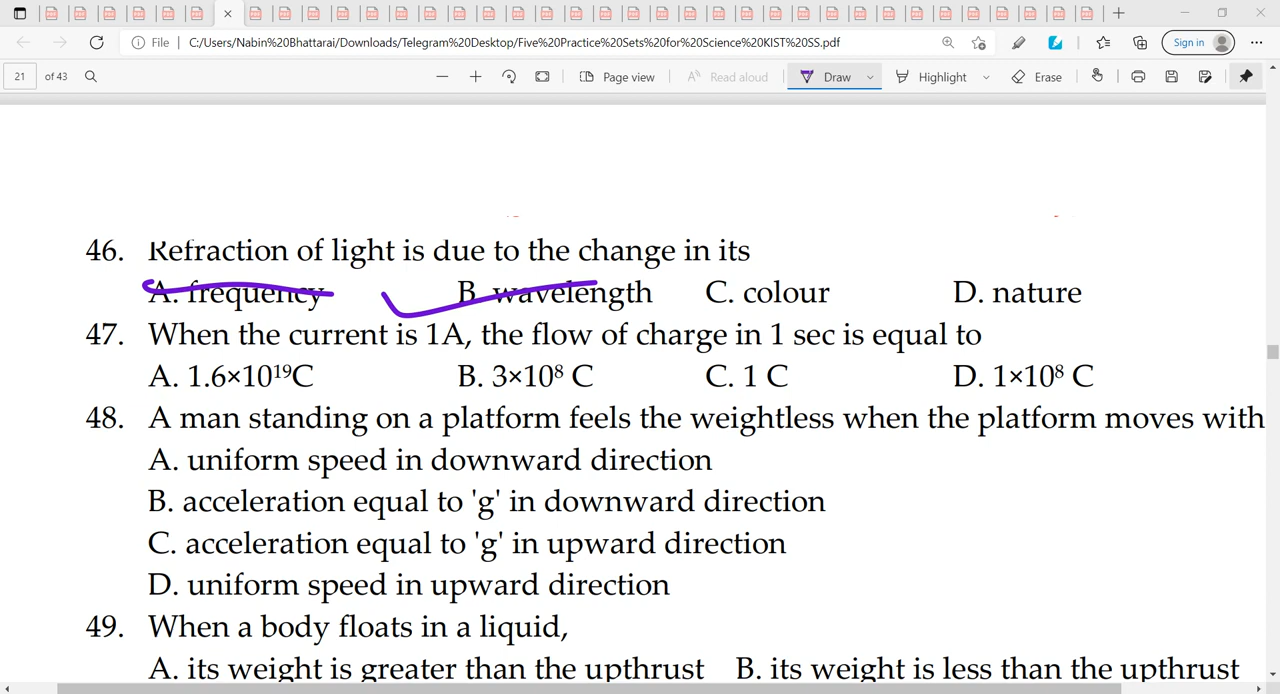 File | C:/Users/Nabin%20Bhattarai/Downloads/Telegram%20Desktop/Five%20Practice%20Sets%20for%20Science%20KIST%20SS.pdf
Sign in
21 of 43
Page view
Read aloud
Draw
Highlight
Erase
46. Refraction of light is due to the change in its
A. frequency B. wavelength C. colour D. nature
47. When the current is 1A, the flow of charge in 1 sec is equal to
A. 1.6×10¹⁹C B. 3×10⁸ C C. 1 C D. 1×10⁸ C
48. A man standing on a platform feels the weightless when the platform moves with
A. uniform speed in downward direction
B. acceleration equal to 'g' in downward direction
C. acceleration equal to 'g' in upward direction
D. uniform speed in upward direction
49. When a body floats in a liquid,
A. its weight is greater than the upthrust B. its weight is less than the upthrust